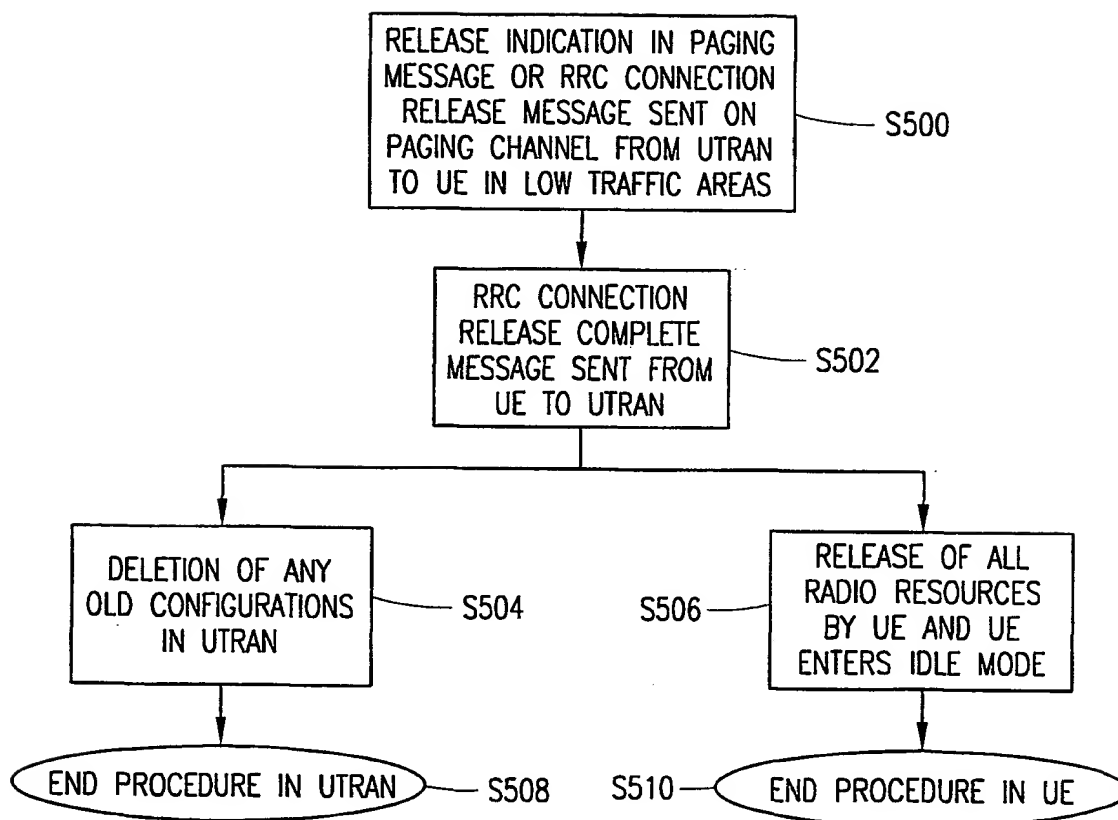 RELEASE INDICATION IN PAGING
MESSAGE OR RRC CONNECTION
RELEASE MESSAGE SENT ON
PAGING CHANNEL FROM UTRAN
TO UE IN LOW TRAFFIC AREAS
S500
RRC CONNECTION
RELEASE COMPLETE
MESSAGE SENT FROM
UE TO UTRAN
S502
DELETION OF ANY
OLD CONFIGURATIONS
IN UTRAN
S504
S506
RELEASE OF ALL
RADIO RESOURCES
BY UE AND UE
ENTERS IDLE MODE
END PROCEDURE IN UTRAN
S508
S510
END PROCEDURE IN UE